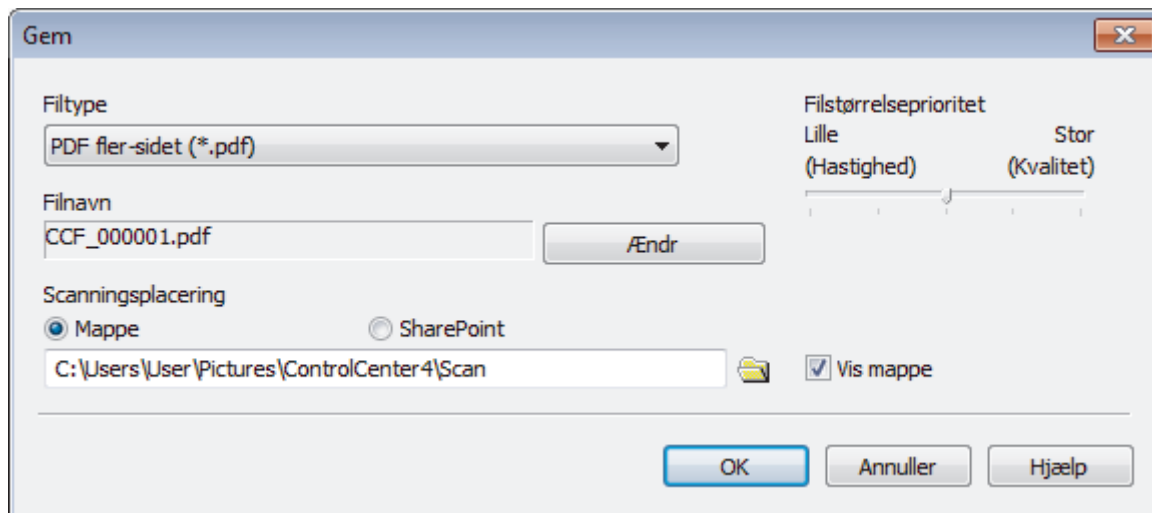 Gem
Filtype
PDF fler-sidet (*.pdf)
Filnavn
CCF_000001.pdf
Ændr
Scanningsplacering
Mappe
SharePoint
C:\Users\User\Pictures\ControlCenter4\Scan
Filstørrelseprioritet
Lille Stor
(Hastighed) (Kvalitet)
Vis mappe
OK Annuller Hjælp